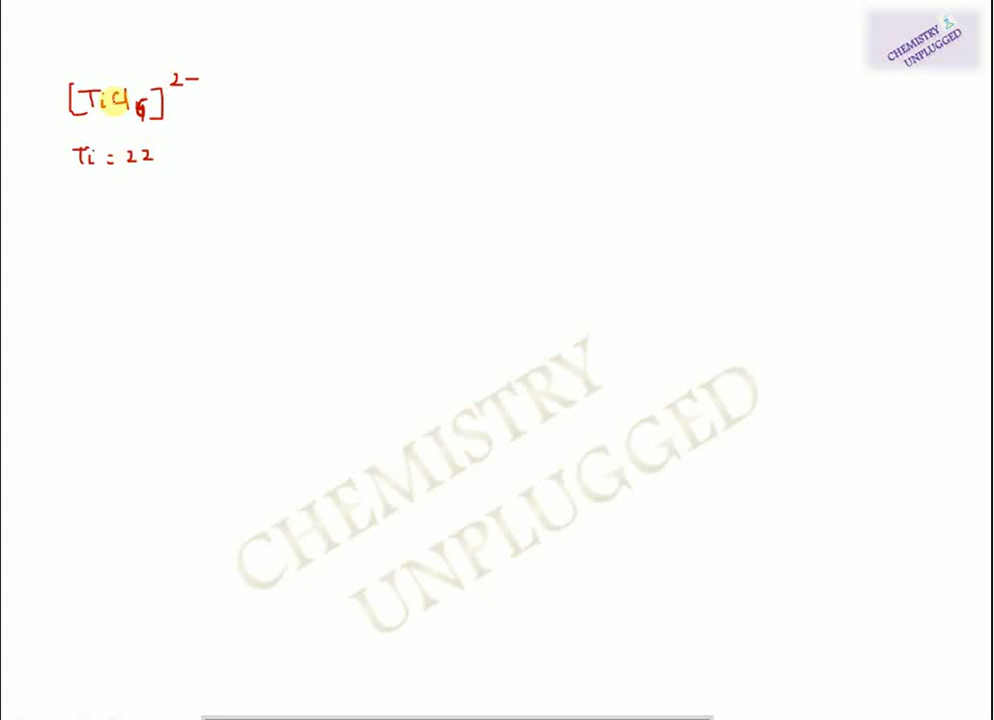 [TiCl6]2-
Ti = 22
CHEMISTRY
UNPLUGGED
CHEMISTRY
UNPLUGGED